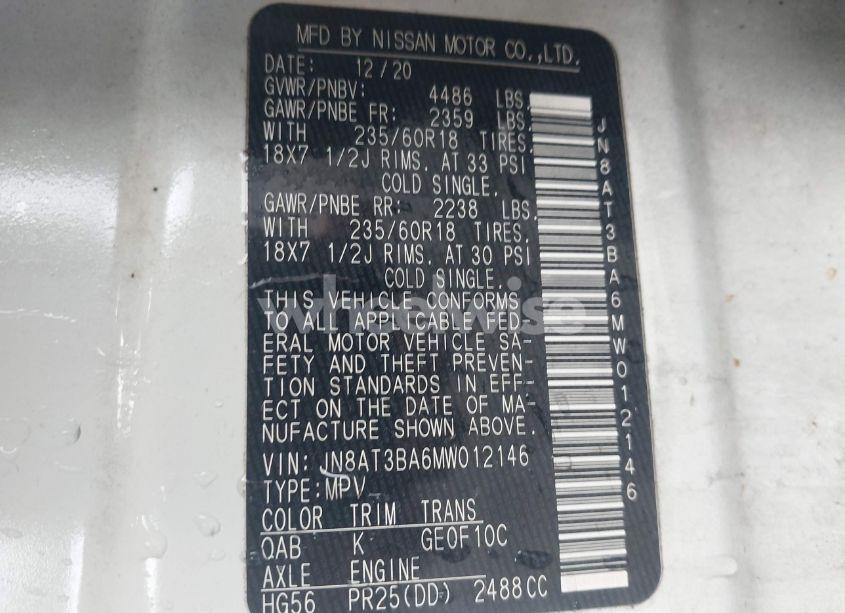 MFD BY NISSAN MOTOR CO.,LTD.
DATE: 12/20
GVWR/PNBV: 4486 LBS.
GAWR/PNBE FR: 2359 LBS.
WITH 235/60R18 TIRES.
18X7 1/2J RIMS, AT 33 PSI
COLD SINGLE.
GAWR/PNBE RR: 2238 LBS.
WITH 235/60R18 TIRES.
18X7 1/2J RIMS, AT 30 PSI
COLD SINGLE.
THIS VEHICLE CONFORMS
TO ALL APPLICABLE FED-
ERAL MOTOR VEHICLE SA-
FETY AND THEFT PREVEN-
TION STANDARDS IN EFF-
ECT ON THE DATE OF MA-
NUFACTURE SHOWN ABOVE.
VIN: JN8AT3BA6MW012146
TYPE:MPV
COLOR TRIM TRANS
QAB K GE0F10C
AXLE ENGINE
HG56 PR25(DD) 2488CC
JN8AT3BA6MW012146
wheelwise